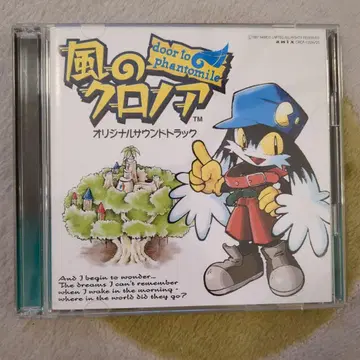 door to
phantomile
風の
クロノア
TM
オリジナルサウンドトラック
And I begin to wonder...
The dreams I can't remember
when I wake in the morning -
where in the world did they go?